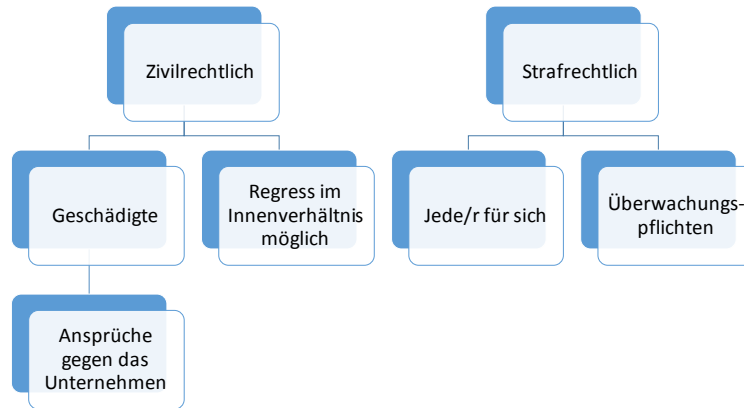 Zivilrechtlich
Strafrechtlich
Geschädigte
Regress im
Innenverhältnis
möglich
Jede/r für sich
Überwachungs-
pflichten
Ansprüche
gegen das
Unternehmen